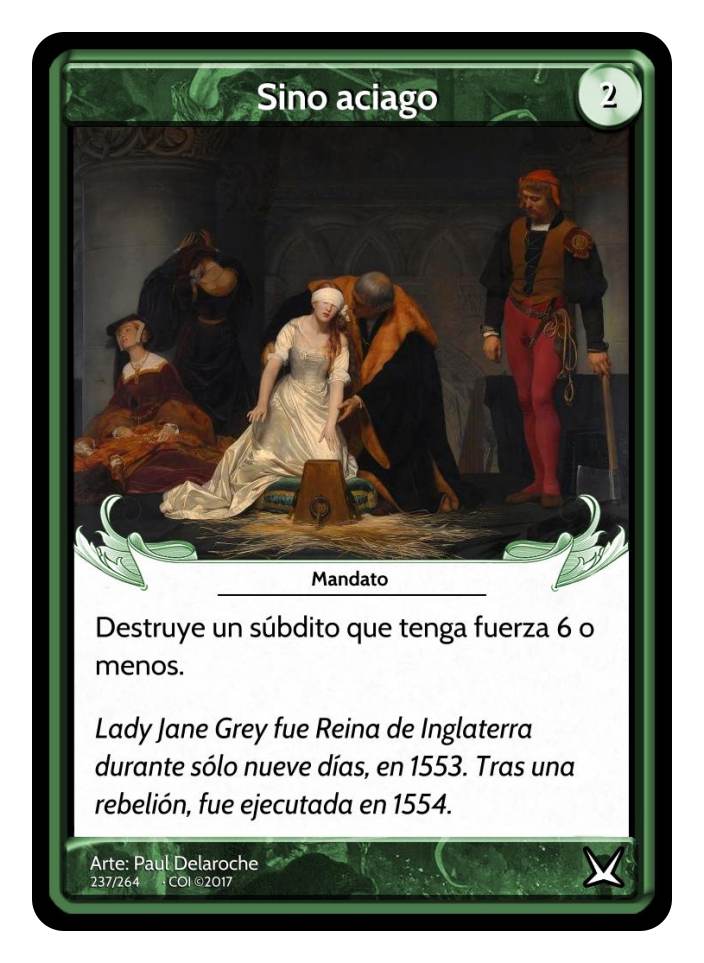 Sino aciago
2
Mandato
Destruye un súbdito que tenga fuerza 6 o
menos.
Lady Jane Grey fue Reina de Inglaterra
durante sólo nueve días, en 1553. Tras una
rebelión, fue ejecutada en 1554.
Arte: Paul Delaroche
237/264 · COI ©2017